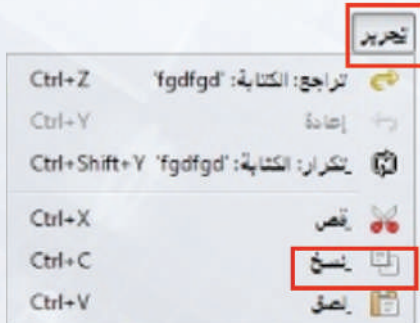 تحرير
تراجع: الكتابة: 'fgdfgd' Ctrl+Z
إعادة Ctrl+Y
تكرار: الكتابة: 'fgdfgd' Ctrl+Shift+Y
قص Ctrl+X
نسخ Ctrl+C
لصق Ctrl+V